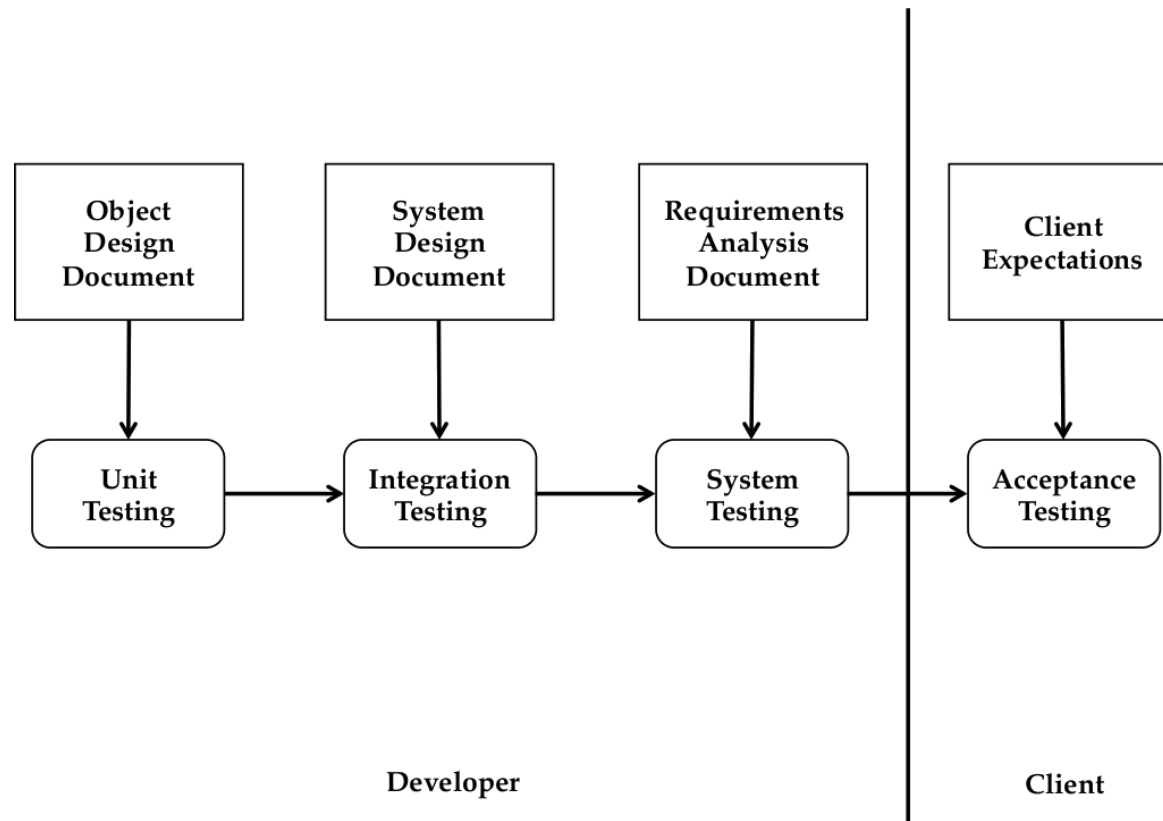 Object
Design
Document
System
Design
Document
Requirements
Analysis
Document
Client
Expectations
Unit
Testing
Integration
Testing
System
Testing
Acceptance
Testing
Developer
Client